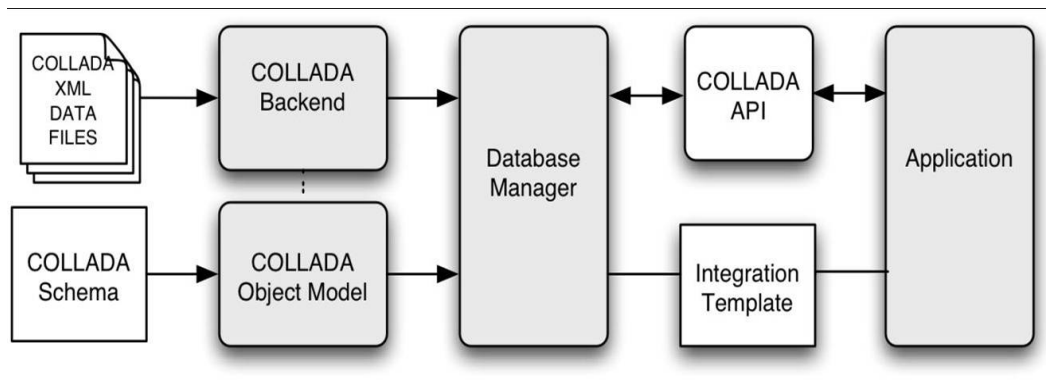 COLLADA
XML
DATA
FILES
COLLADA
Backend
Database
Manager
COLLADA
API
Application
COLLADA
Schema
COLLADA
Object Model
Integration
Template